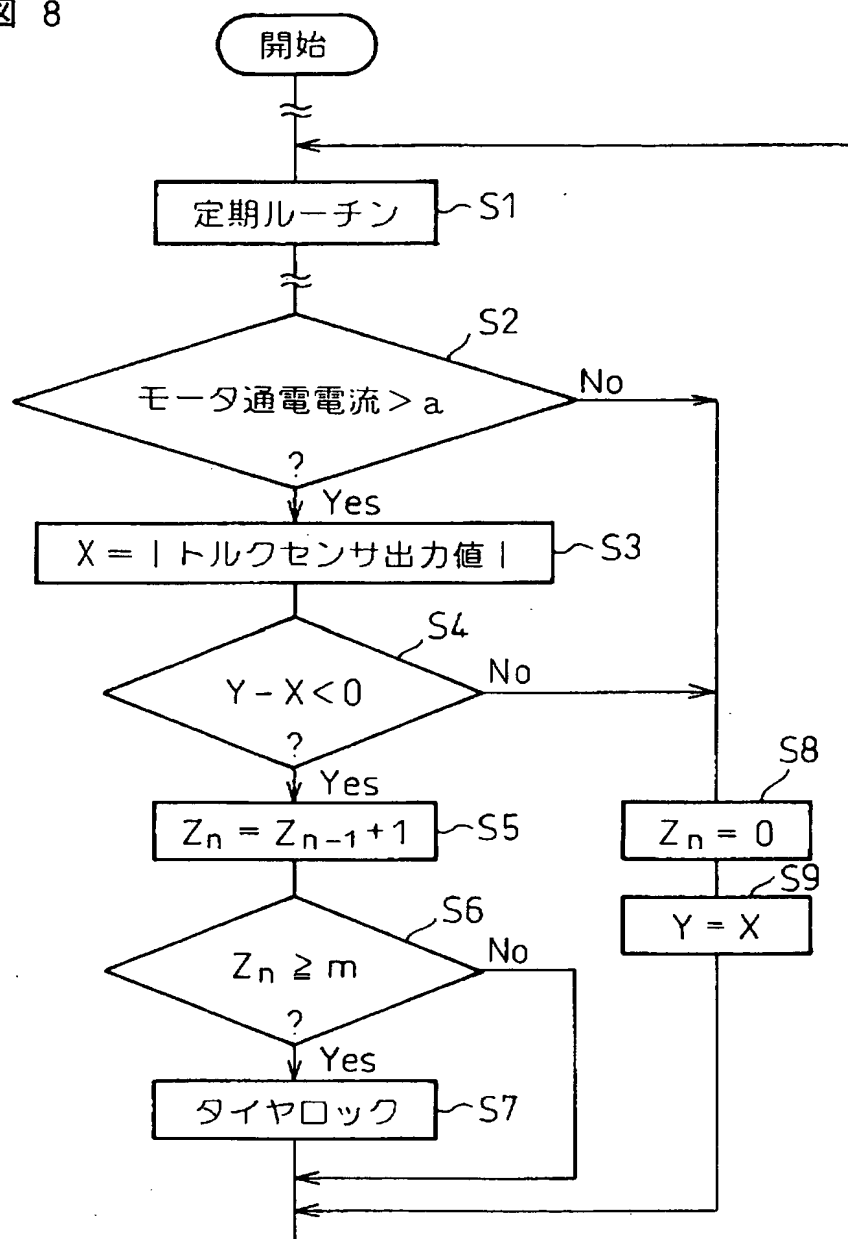 図 8
開始
定期ルーチン
S1
S2
モータ通電電流 > a
?
No
Yes
X = | トルクセンサ出力値 |
S3
S4
Y - X < 0
?
No
Yes
Zn = Zn-1 + 1
S5
S8
Zn = 0
S9
Y = X
S6
Zn ≧ m
?
No
Yes
タイヤロック
S7